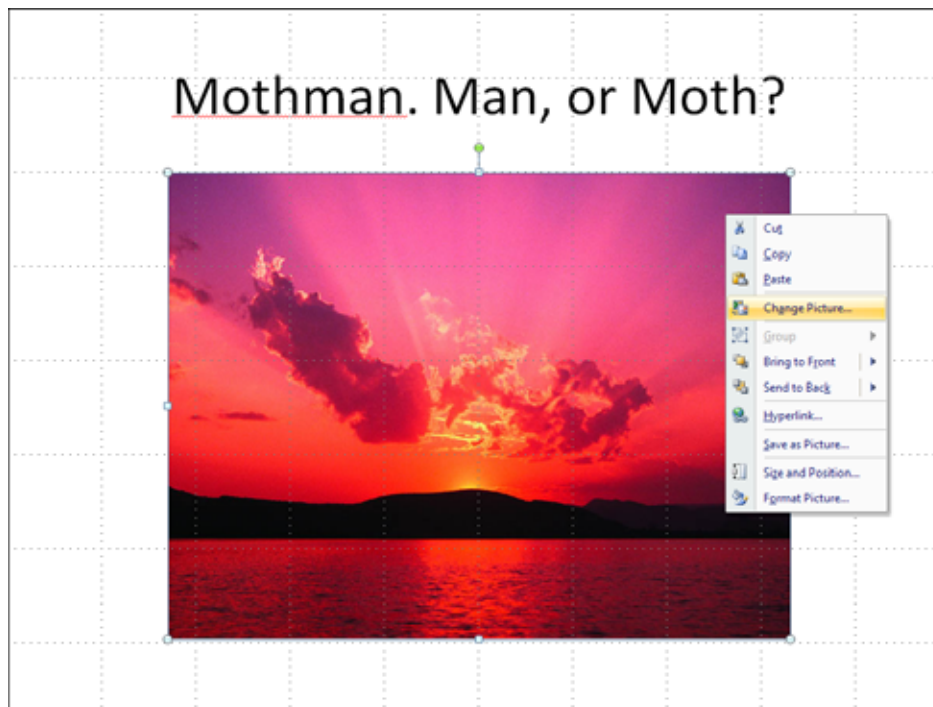 Mothman. Man, or Moth?
Cut
Copy
Paste
Change Picture...
Group
Bring to Front
Send to Back
Hyperlink...
Save as Picture...
Size and Position...
Format Picture...